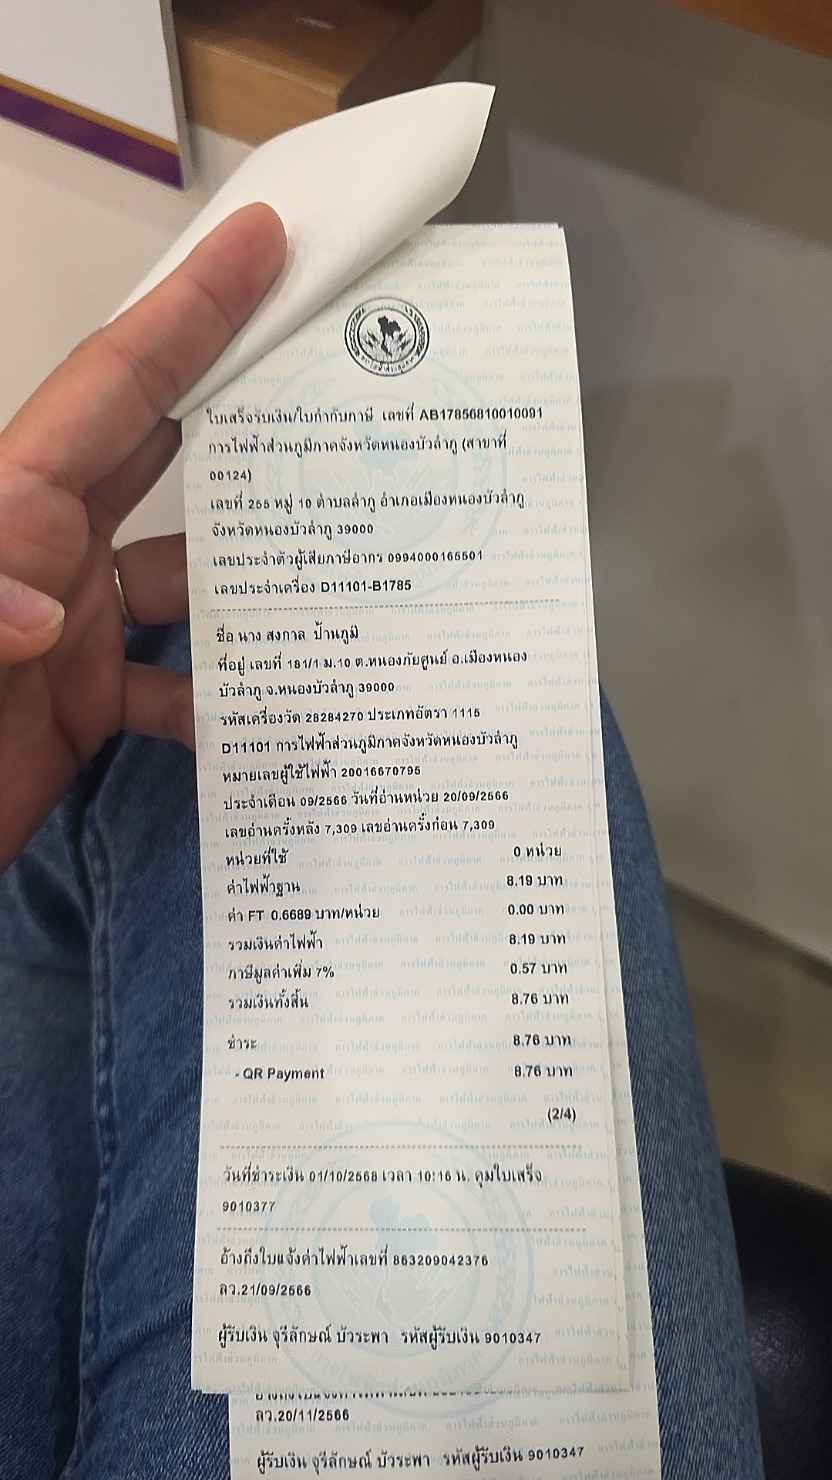 ใบเสร็จรับเงิน/ใบกำกับภาษี เลขที่ AB17856810010091
การไฟฟ้าส่วนภูมิภาคจังหวัดหนองบัวลำภู (สาขาที่
00124)
เลขที่ 255 หมู่ 10 ตำบลลำภู อำเภอเมืองหนองบัวลำภู
จังหวัดหนองบัวลำภู 39000
เลขประจำตัวผู้เสียภาษีอากร 0994000165501
เลขประจำเครื่อง D11101-B1785
ชื่อ นาง สงกาล ป้านภูมิ
ที่อยู่ เลขที่ 181/1 ม.10 ต.หนองภัยศูนย์ อ.เมืองหนอง
บัวลำภู จ.หนองบัวลำภู 39000
รหัสเครื่องวัด 28284270 ประเภทอัตรา 1115
D11101 การไฟฟ้าส่วนภูมิภาคจังหวัดหนองบัวลำภู
หมายเลขผู้ใช้ไฟฟ้า 20016670795
ประจำเดือน 09/2566 วันที่อ่านหน่วย 20/09/2566
เลขอ่านครั้งหลัง 7,309 เลขอ่านครั้งก่อน 7,309
หน่วยที่ใช้ 0 หน่วย
ค่าไฟฟ้าฐาน 8.19 บาท
ค่า FT 0.6689 บาท/หน่วย 0.00 บาท
รวมเงินค่าไฟฟ้า 8.19 บาท
ภาษีมูลค่าเพิ่ม 7% 0.57 บาท
รวมเงินทั้งสิ้น 8.76 บาท
ชำระ 8.76 บาท
- QR Payment 8.76 บาท
(2/4)
วันที่ชำระเงิน 01/10/2568 เวลา 10:16 น. คุมใบเสร็จ
9010377
อ้างถึงใบแจ้งค่าไฟฟ้าเลขที่ 863209042376
ลว.21/09/2566
ผู้รับเงิน จุรีลักษณ์ บัวระพา รหัสผู้รับเงิน 9010347
ลว.20/11/2566
ผู้รับเงิน จุรีลักษณ์ บัวระพา รหัสผู้รับเงิน 9010347